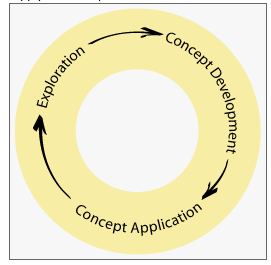 Exploration
Concept Development
Concept Application